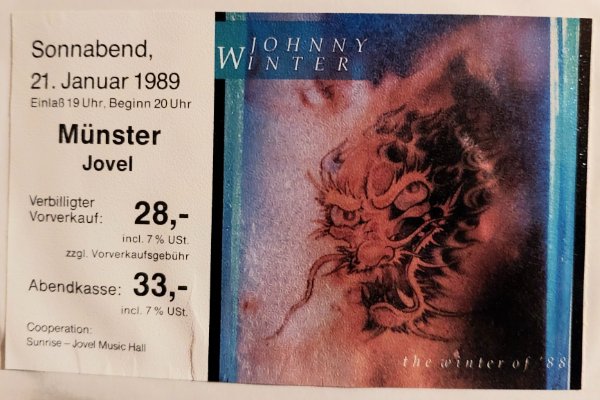 Sonnabend,
21. Januar 1989
Einlaß 19 Uhr, Beginn 20 Uhr
Münster
Jovel
Verbilligter
Vorverkauf: 28,-
incl. 7% USt.
zzgl. Vorverkaufsgebühr
Abendkasse: 33,-
incl. 7% USt.
Cooperation:
Sunrise – Jovel Music Hall
JOHNNY
WINTER
the winter of '88